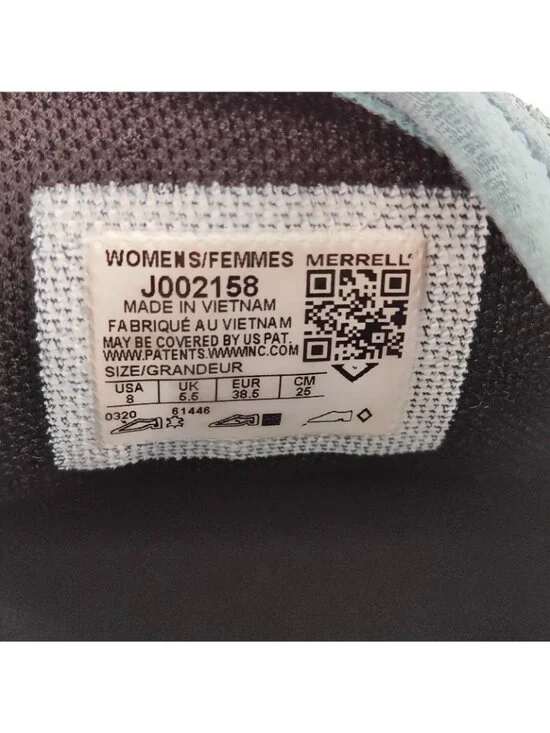 WOMENS/FEMMES MERRELL
J002158
MADE IN VIETNAM
FABRIQUÉ AU VIETNAM
MAY BE COVERED BY US PAT.
WWW.PATENTS.WWWINC.COM
SIZE/GRANDEUR
USA UK EUR CM
8 5.5 38.5 25
0320 61446